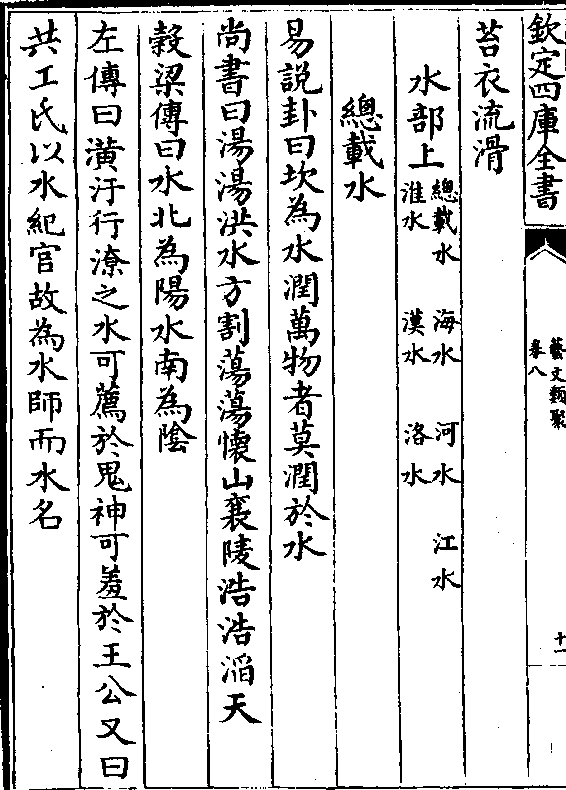 欽定四庫全書
藝文類聚
卷八
十一
苔衣流滑
水部上
總載水 海水 河水 江水
淮水 漢水 洛水
總載水
易說卦曰坎為水潤萬物者莫潤於水
尚書曰湯湯洪水方割蕩蕩懷山襄陵浩浩滔天
穀梁傳曰水北為陽水南為陰
左傳曰潢汙行潦之水可薦於鬼神可羞於王公又曰
共工氏以水紀官故為水師而水名